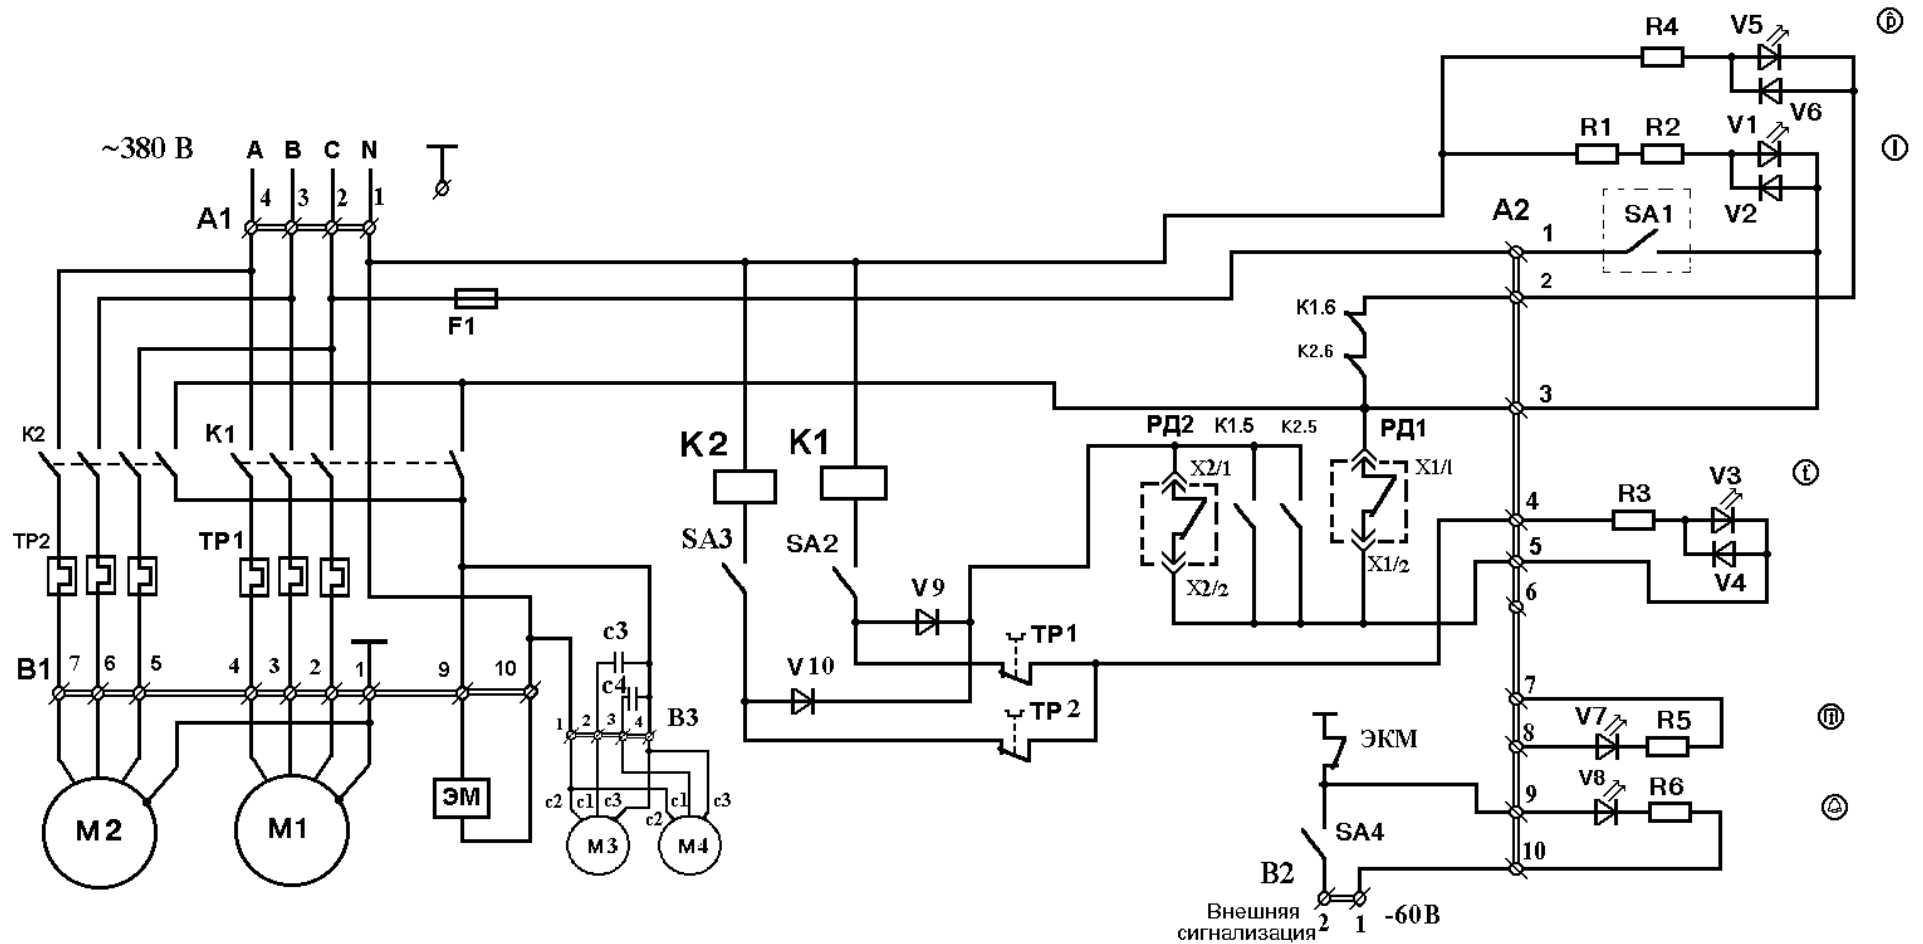 R4 V5 p̂
V6
R1 R2 V1 I
V2
~380 В A B C N
4 3 2 1
A1
A2
1 SA1
2
F1
K1.6
K2.6
3
K2 K1
K2 K1
РД2 K1.5 K2.5 РД1
X2/1 X1/1
V3 t
4 R3
5
V4
6
SA3 SA2
X2/2 X1/2
ТР2 ТР1
V9
c3 ТР1
c4 V10
B1 7 6 5 4 3 2 1 9 10
1 2 3 4 B3
ТР2
7
V7 R5
8
ЭКМ
V8 R6
9
ЭМ
c2 c1 c3 c1 c3
c2
M2 M1 M3 M4
SA4
10
B2
Внешняя 2 1 -60В
сигнализация